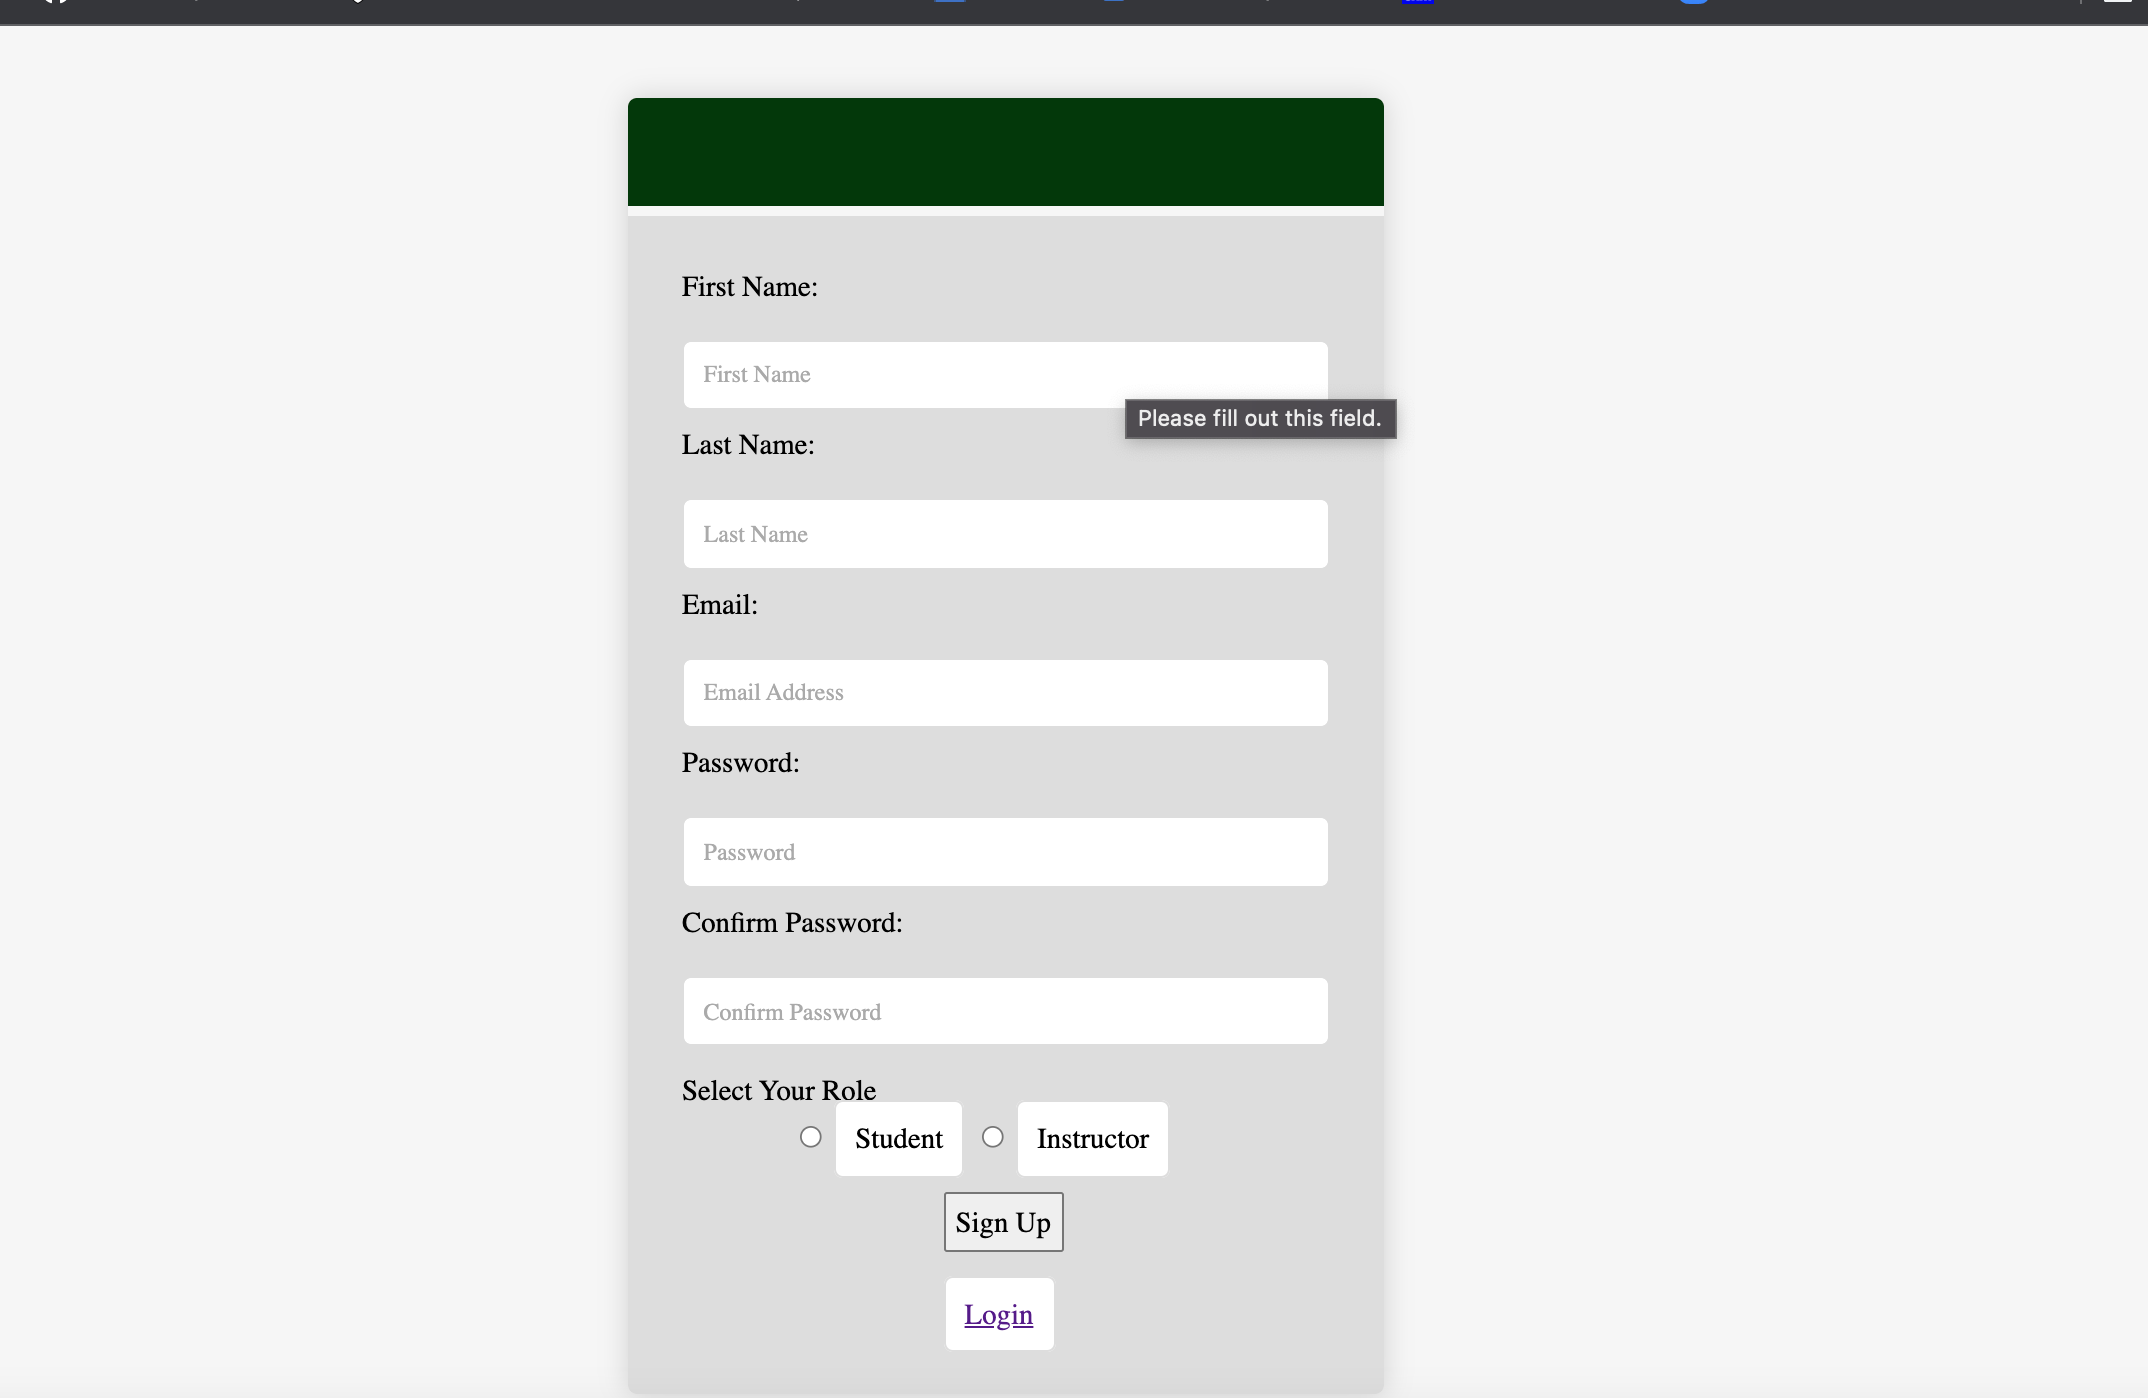 First Name:
First Name
Please fill out this field.
Last Name:
Last Name
Email:
Email Address
Password:
Password
Confirm Password:
Confirm Password
Select Your Role
Student Instructor
Sign Up
Login